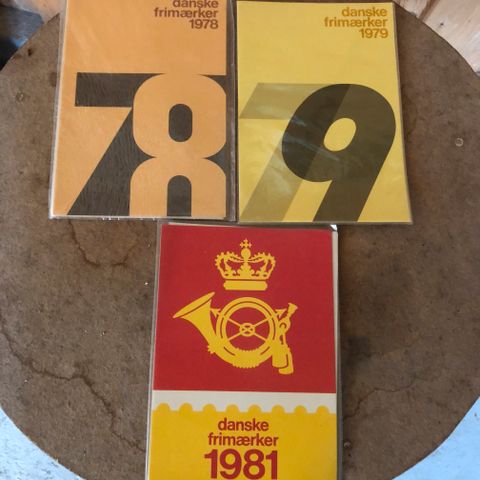 danske
frimærker
1978
78
danske
frimærker
1979
79
danske
frimærker
1981